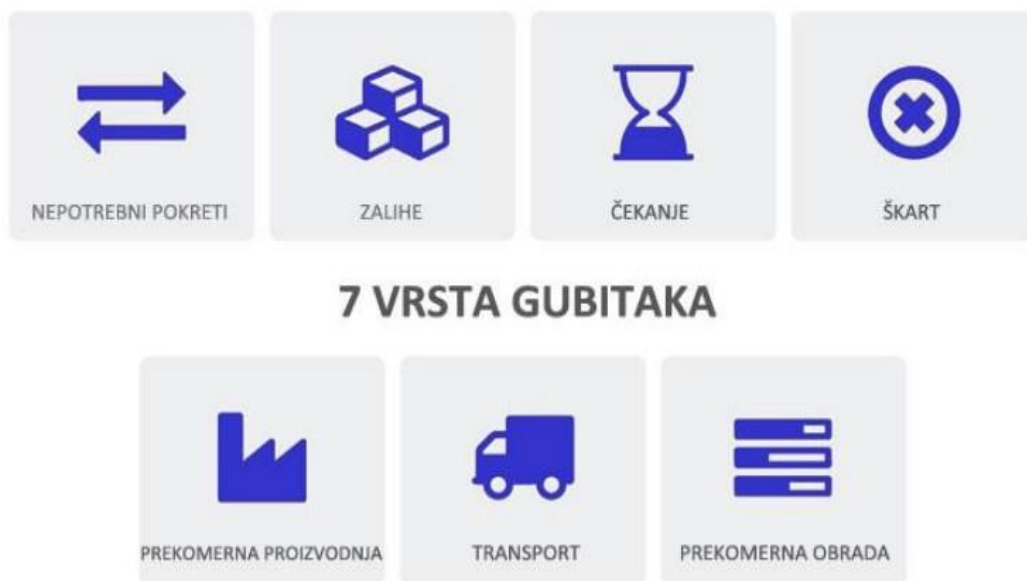 NEPOTREBNI POKRETI
ZALIHE
ČEKANJE
ŠKART
7 VRSTA GUBITAKA
PREKOMERNA PROIZVODNJA
TRANSPORT
PREKOMERNA OBRADA